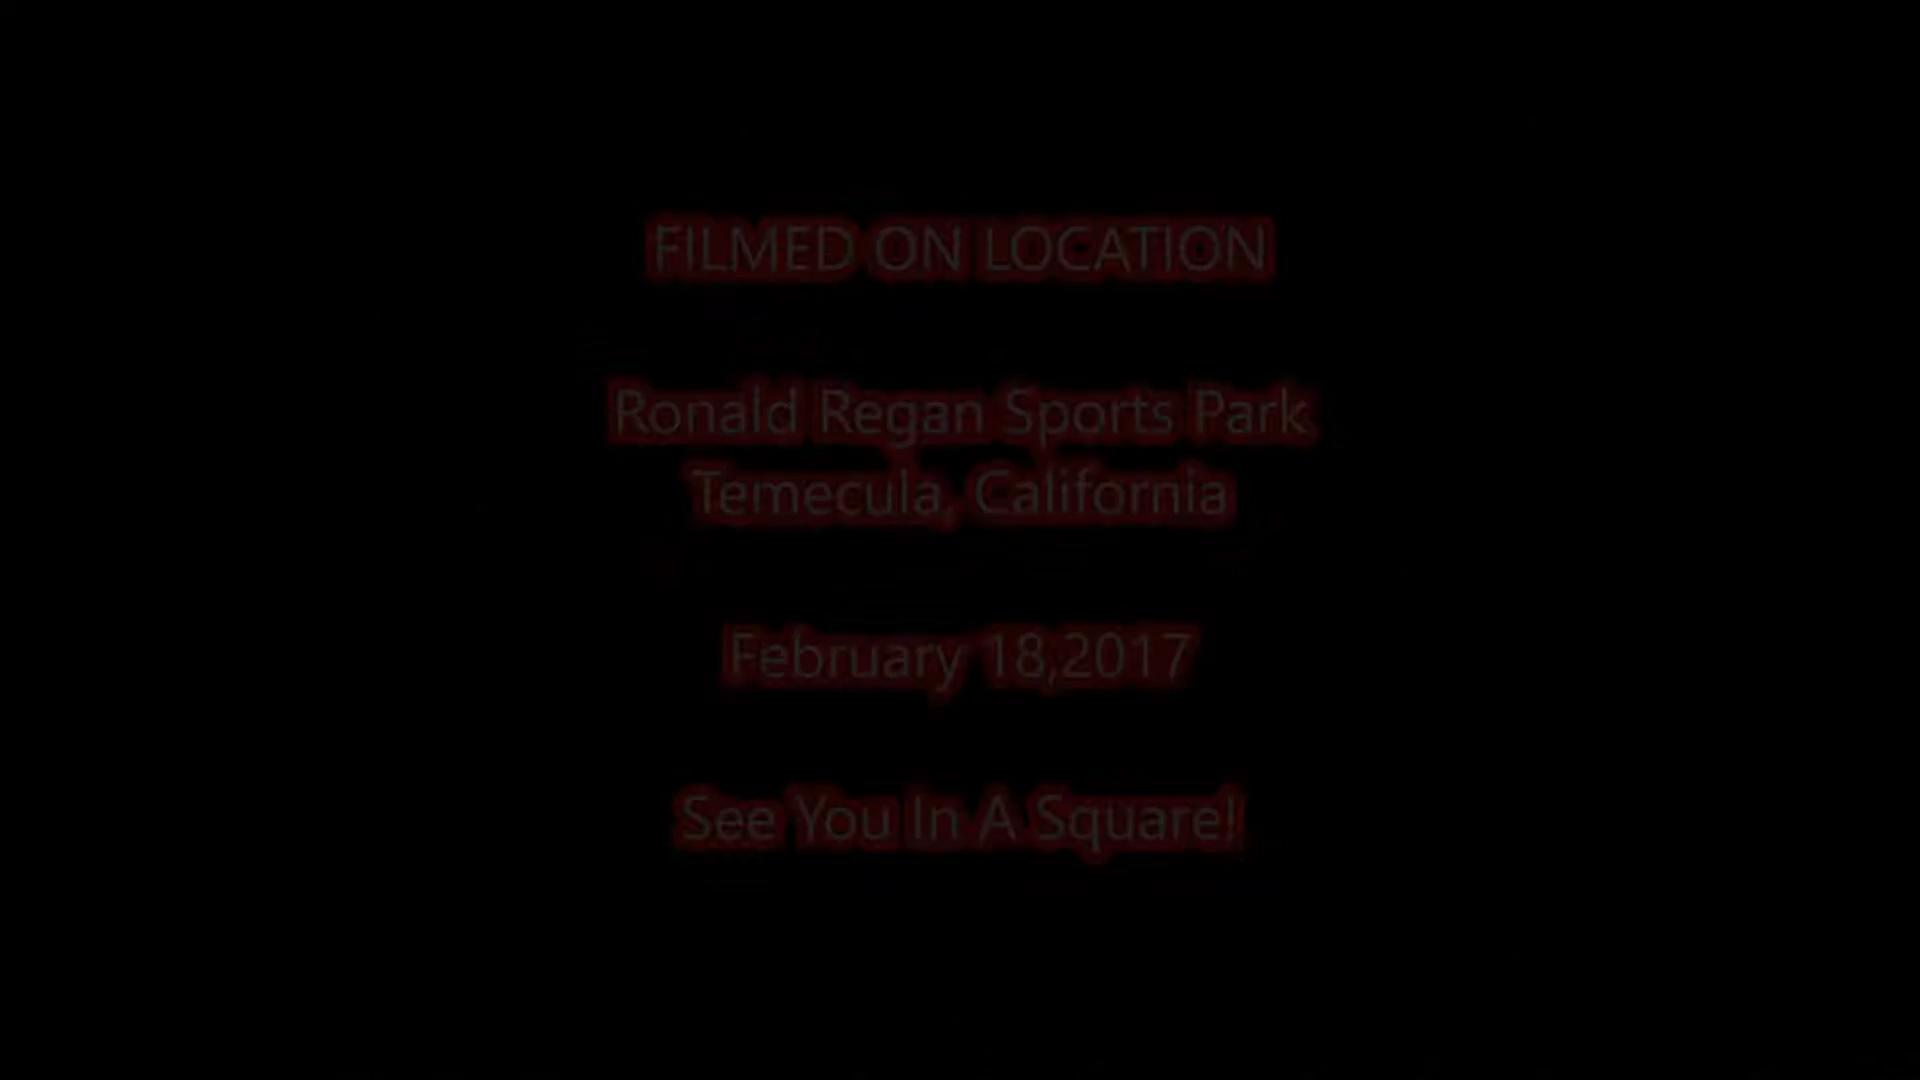 FILMED ON LOCATION
Ronald Regan Sports Park
Temecula, California
February 18,2017
See You In A Square!